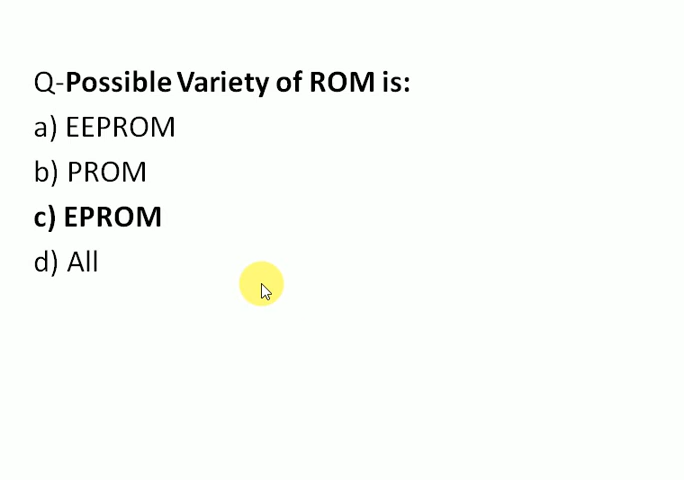 Q-Possible Variety of ROM is:
a) EEPROM
b) PROM
c) EPROM
d) All